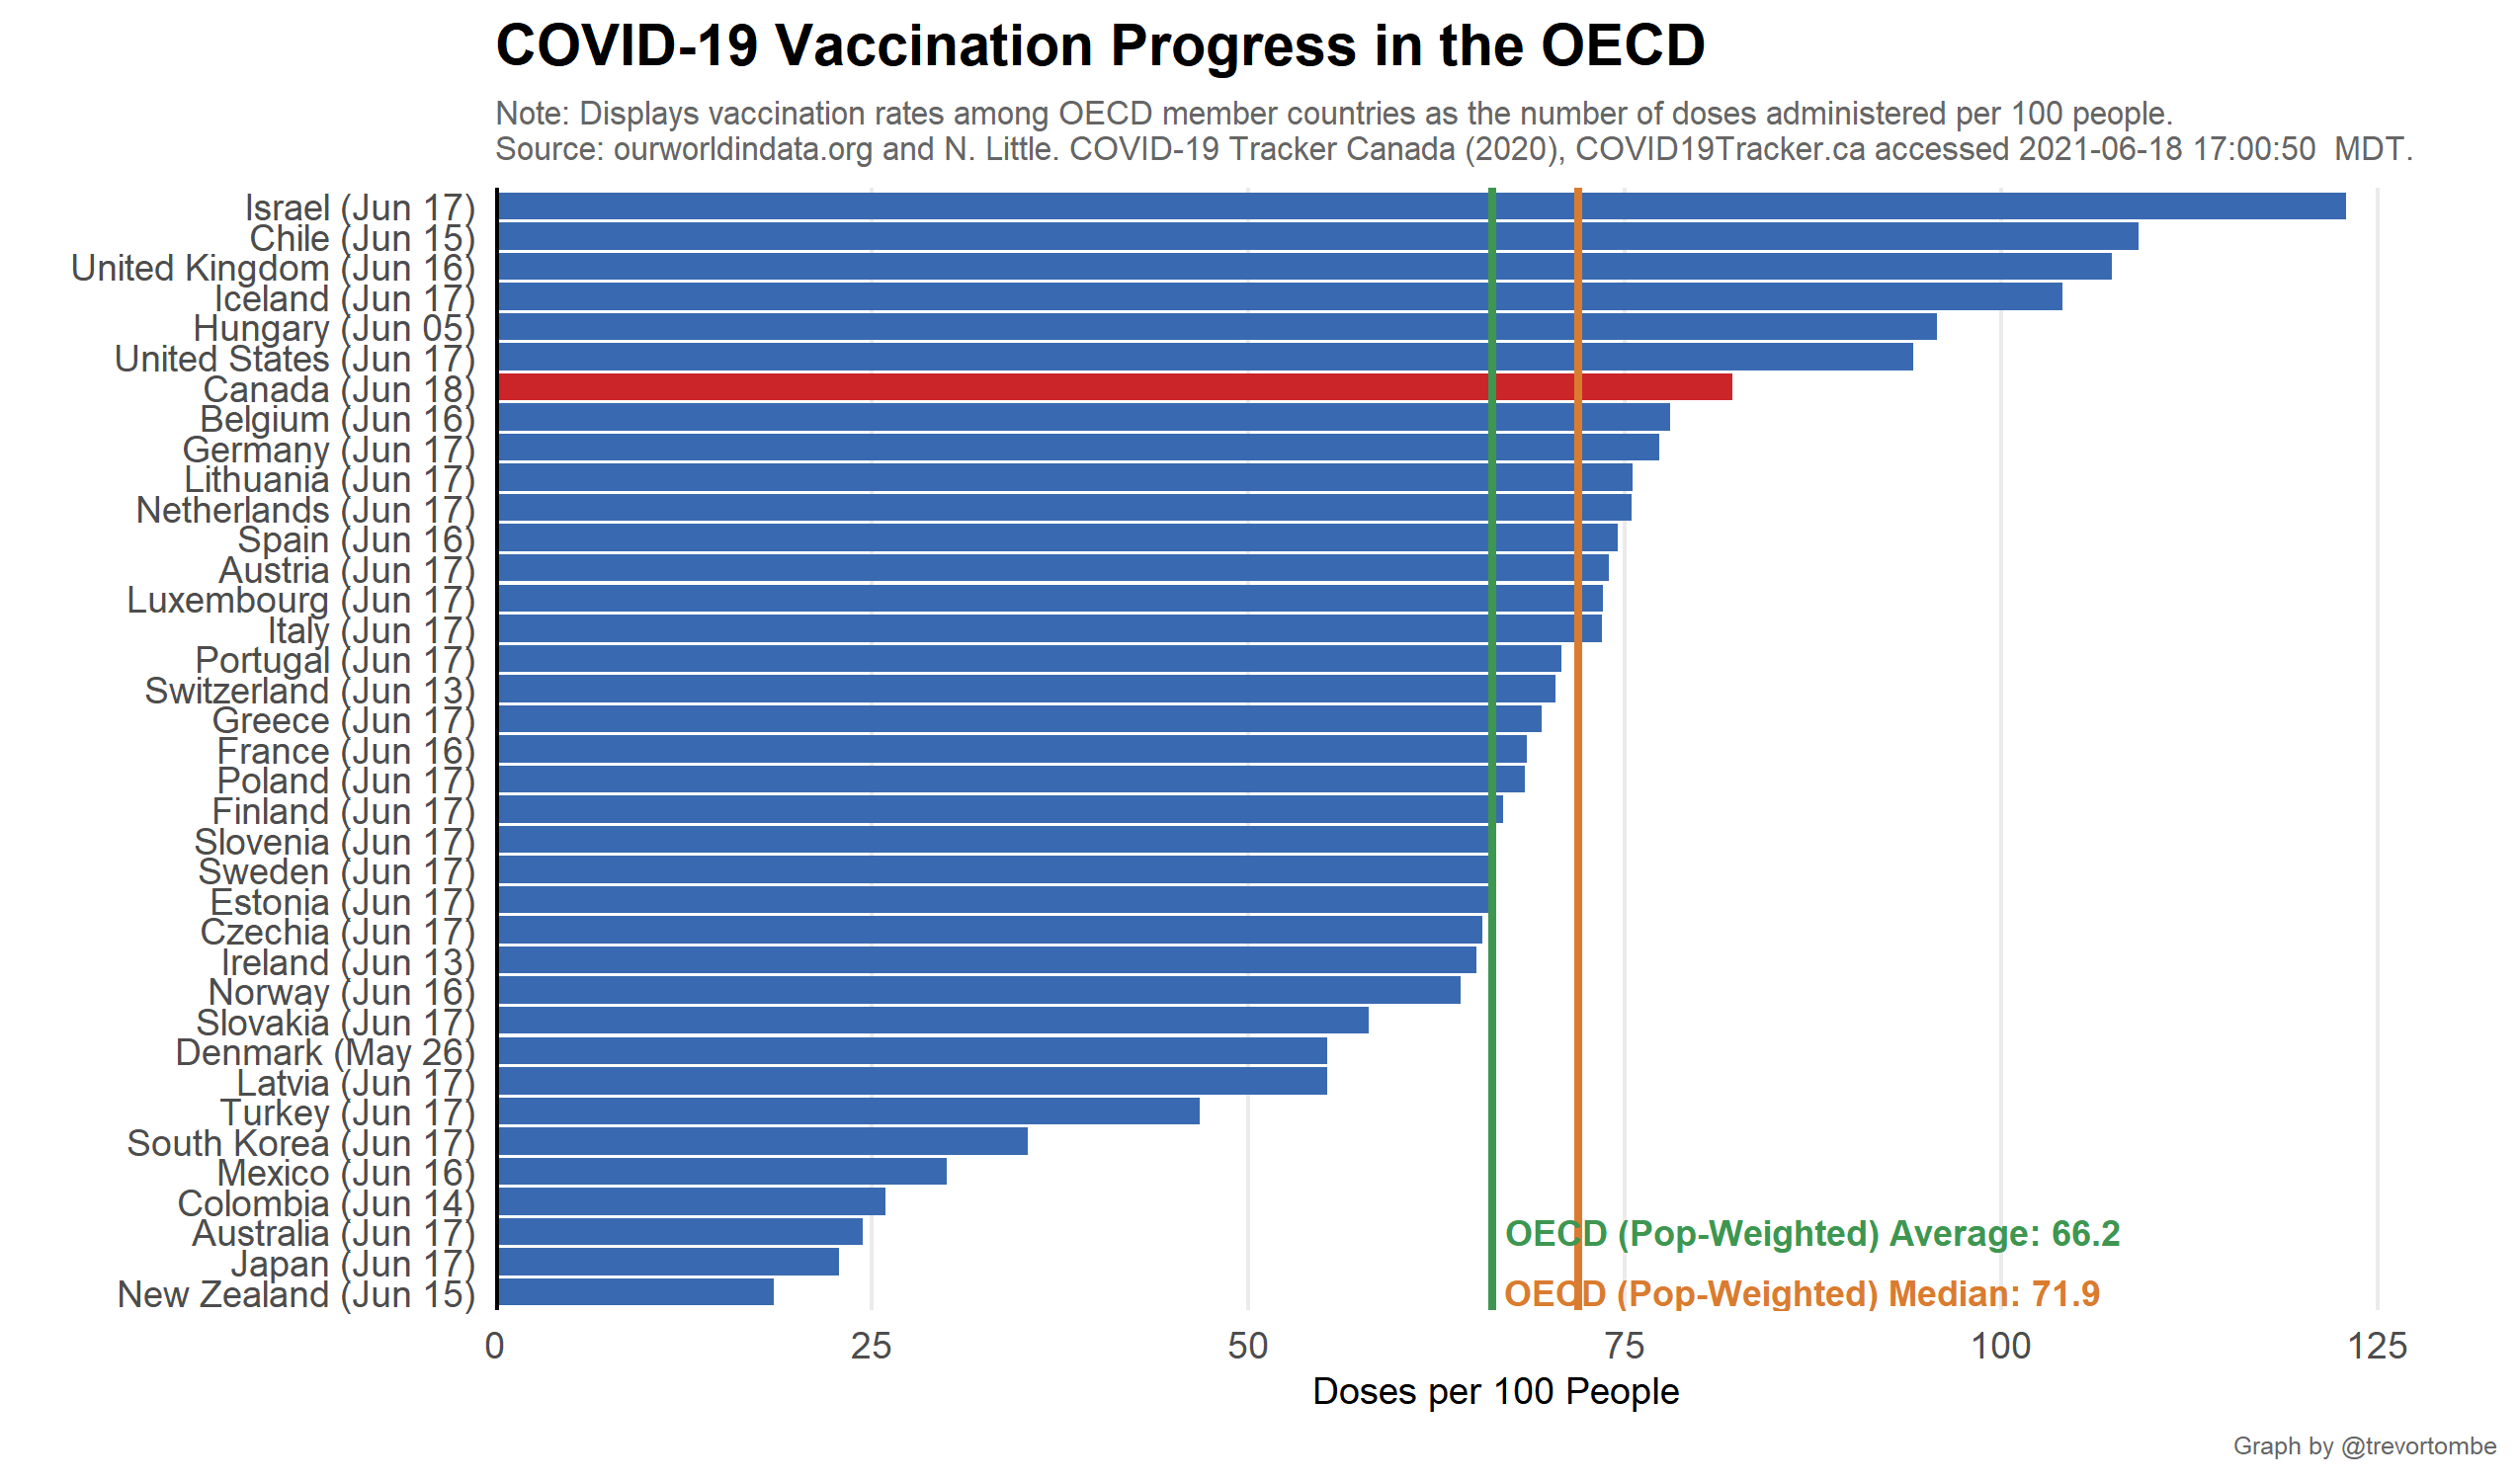 COVID-19 Vaccination Progress in the OECD
Note: Displays vaccination rates among OECD member countries as the number of doses administered per 100 people.
Source: ourworldindata.org and N. Little. COVID-19 Tracker Canada (2020), COVID19Tracker.ca accessed 2021-06-18 17:00:50 MDT.
Israel (Jun 17)
Chile (Jun 15)
United Kingdom (Jun 16)
Iceland (Jun 17)
Hungary (Jun 05)
United States (Jun 17)
Canada (Jun 18)
Belgium (Jun 16)
Germany (Jun 17)
Lithuania (Jun 17)
Netherlands (Jun 17)
Spain (Jun 16)
Austria (Jun 17)
Luxembourg (Jun 17)
Italy (Jun 17)
Portugal (Jun 17)
Switzerland (Jun 13)
Greece (Jun 17)
France (Jun 16)
Poland (Jun 17)
Finland (Jun 17)
Slovenia (Jun 17)
Sweden (Jun 17)
Estonia (Jun 17)
Czechia (Jun 17)
Ireland (Jun 13)
Norway (Jun 16)
Slovakia (Jun 17)
Denmark (May 26)
Latvia (Jun 17)
Turkey (Jun 17)
South Korea (Jun 17)
Mexico (Jun 16)
Colombia (Jun 14)
Australia (Jun 17)
OECD (Pop-Weighted) Average: 66.2
Japan (Jun 17)
New Zealand (Jun 15)
OECD (Pop-Weighted) Median: 71.9
0 25 50 75 100 125
Doses per 100 People
Graph by @trevortombe